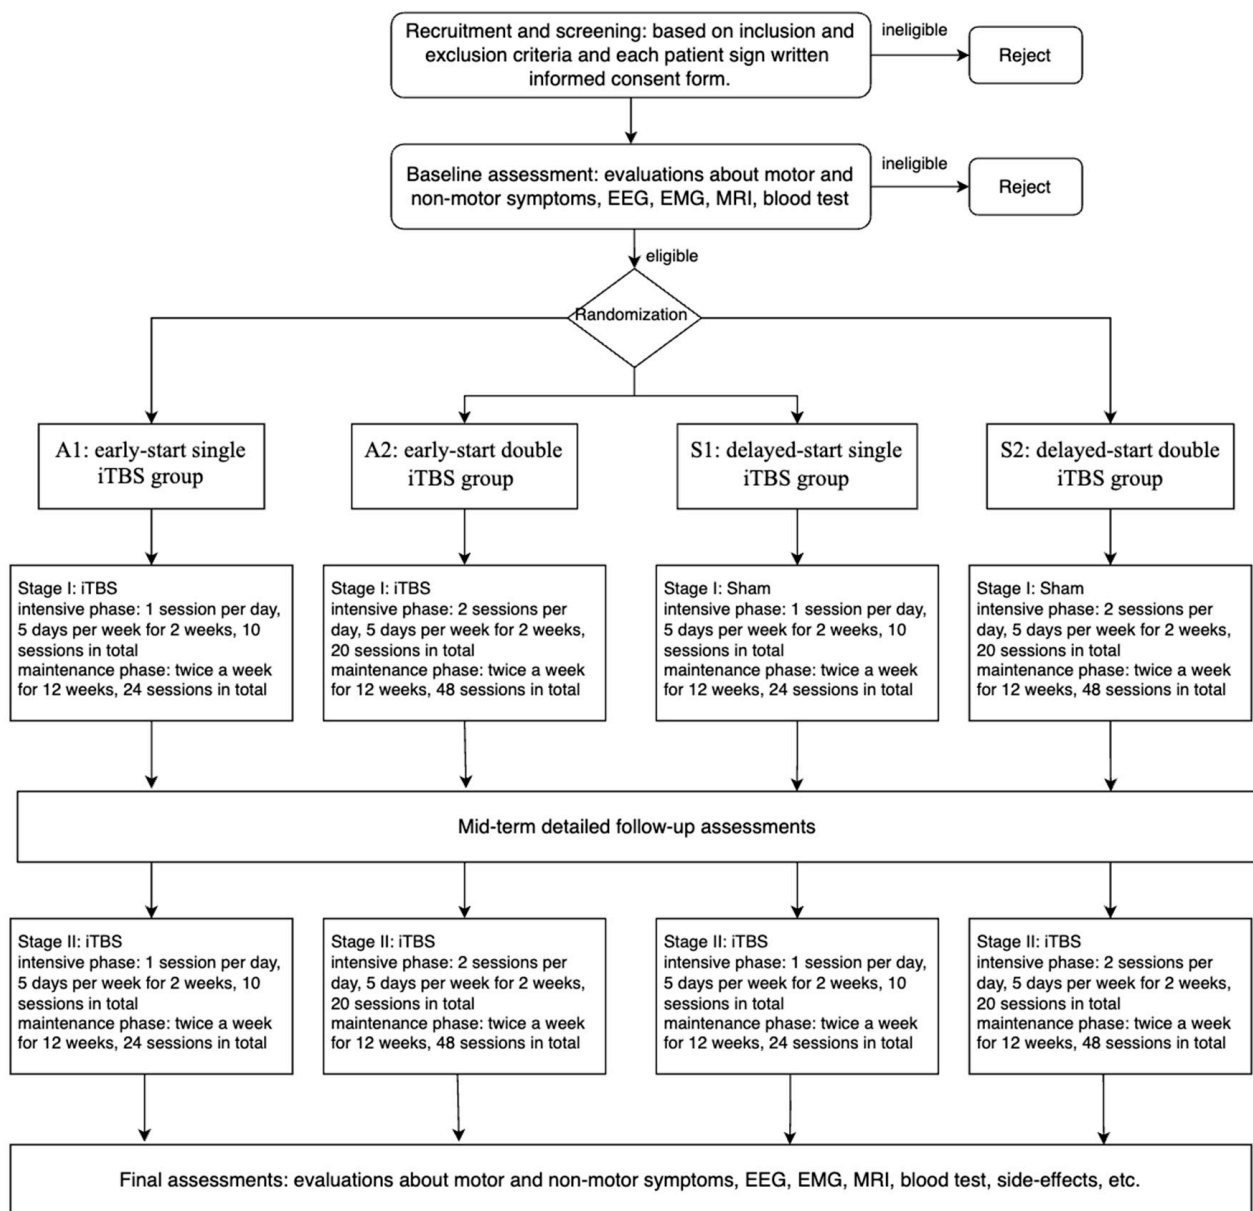 Recruitment and screening: based on inclusion and
exclusion criteria and each patient sign written
informed consent form.
ineligible
Reject
Baseline assessment: evaluations about motor and
non-motor symptoms, EEG, EMG, MRI, blood test
ineligible
Reject
eligible
Randomization
A1: early-start single
iTBS group
A2: early-start double
iTBS group
S1: delayed-start single
iTBS group
S2: delayed-start double
iTBS group
Stage I: iTBS
intensive phase: 1 session per day,
5 days per week for 2 weeks, 10
sessions in total
maintenance phase: twice a week
for 12 weeks, 24 sessions in total
Stage I: iTBS
intensive phase: 2 sessions per
day, 5 days per week for 2 weeks,
20 sessions in total
maintenance phase: twice a week
for 12 weeks, 48 sessions in total
Stage I: Sham
intensive phase: 1 session per day,
5 days per week for 2 weeks, 10
sessions in total
maintenance phase: twice a week
for 12 weeks, 24 sessions in total
Stage I: Sham
intensive phase: 2 sessions per
day, 5 days per week for 2 weeks,
20 sessions in total
maintenance phase: twice a week
for 12 weeks, 48 sessions in total
Mid-term detailed follow-up assessments
Stage II: iTBS
intensive phase: 1 session per day,
5 days per week for 2 weeks, 10
sessions in total
maintenance phase: twice a week
for 12 weeks, 24 sessions in total
Stage II: iTBS
intensive phase: 2 sessions per
day, 5 days per week for 2 weeks,
20 sessions in total
maintenance phase: twice a week
for 12 weeks, 48 sessions in total
Stage II: iTBS
intensive phase: 1 session per day,
5 days per week for 2 weeks, 10
sessions in total
maintenance phase: twice a week
for 12 weeks, 24 sessions in total
Stage II: iTBS
intensive phase: 2 sessions per
day, 5 days per week for 2 weeks,
20 sessions in total
maintenance phase: twice a week
for 12 weeks, 48 sessions in total
Final assessments: evaluations about motor and non-motor symptoms, EEG, EMG, MRI, blood test, side-effects, etc.